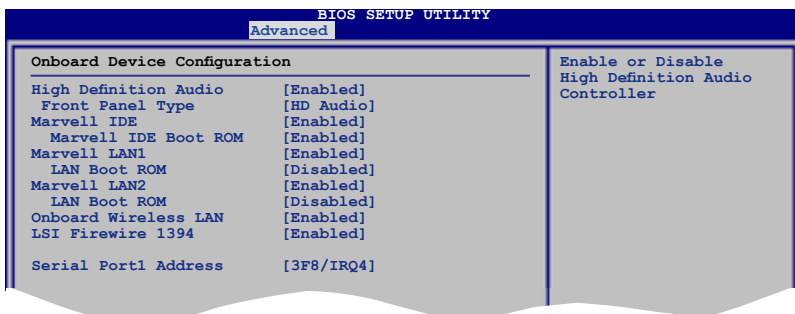 BIOS SETUP UTILITY
Advanced
Onboard Device Configuration
High Definition Audio [Enabled]
Front Panel Type [HD Audio]
Marvell IDE [Enabled]
Marvell IDE Boot ROM [Enabled]
Marvell LAN1 [Enabled]
LAN Boot ROM [Disabled]
Marvell LAN2 [Enabled]
LAN Boot ROM [Disabled]
Onboard Wireless LAN [Enabled]
LSI Firewire 1394 [Enabled]
Serial Port1 Address [3F8/IRQ4]
Enable or Disable
High Definition Audio
Controller